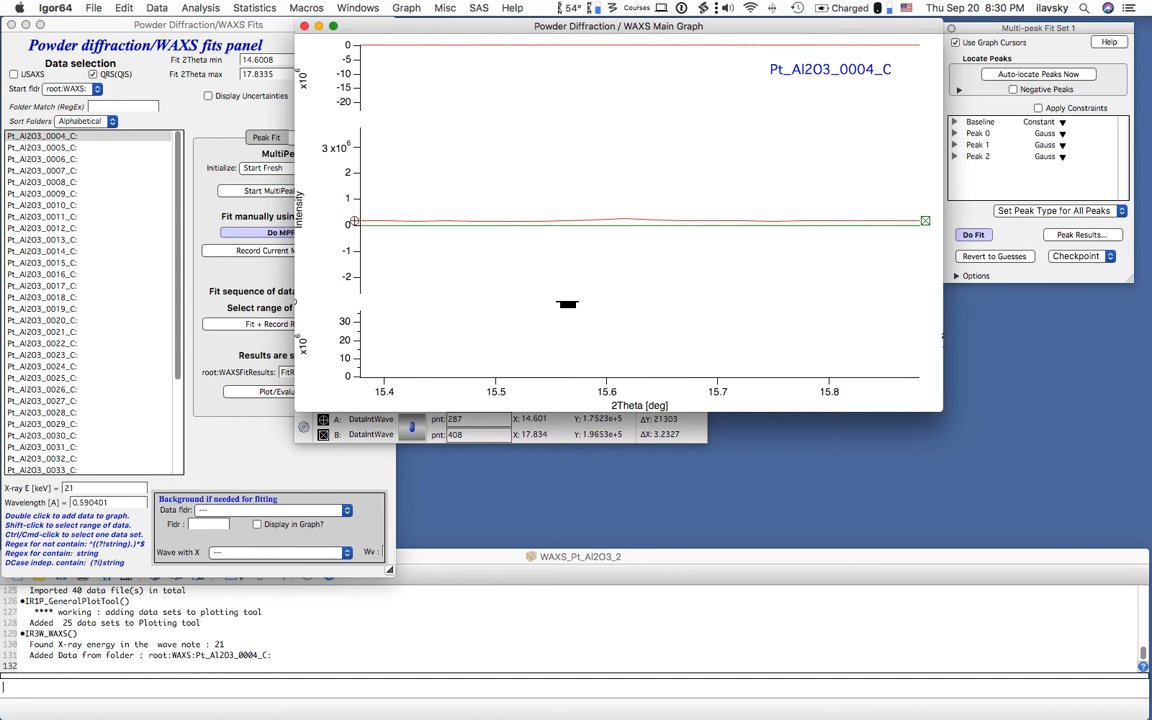 Igor64 File Edit Data Analysis Statistics Macros Windows Graph Misc SAS Help 54° Courses Charged Thu Sep 20 8:30 PM ilavsky
Powder Diffraction/WAXS Fits
Powder diffraction/WAXS fits panel
Data selection
Fit 2Theta min 14.6008
USAXS QRS(QIS)
Fit 2Theta max 17.8335
Start fldr: root:WAXS:
Display Uncertainties
Folder Match (RegEx)
Sort Folders Alphabetical
Pt_Al2O3_0004_C:
Pt_Al2O3_0005_C:
Pt_Al2O3_0006_C:
Pt_Al2O3_0007_C:
Pt_Al2O3_0008_C:
Pt_Al2O3_0009_C:
Pt_Al2O3_0010_C:
Pt_Al2O3_0011_C:
Pt_Al2O3_0012_C:
Pt_Al2O3_0013_C:
Pt_Al2O3_0014_C:
Pt_Al2O3_0015_C:
Pt_Al2O3_0016_C:
Pt_Al2O3_0017_C:
Pt_Al2O3_0018_C:
Pt_Al2O3_0019_C:
Pt_Al2O3_0020_C:
Pt_Al2O3_0021_C:
Pt_Al2O3_0022_C:
Pt_Al2O3_0023_C:
Pt_Al2O3_0024_C:
Pt_Al2O3_0025_C:
Pt_Al2O3_0026_C:
Pt_Al2O3_0027_C:
Pt_Al2O3_0028_C:
Pt_Al2O3_0029_C:
Pt_Al2O3_0030_C:
Pt_Al2O3_0031_C:
Pt_Al2O3_0032_C:
Pt_Al2O3_0033_C:
Peak Fit
MultiPe
Initialize: Start Fresh
Start MultiPeal
Fit manually usin
Do MPF
Record Current M
Fit sequence of data
Select range of
Fit + Record R
Results are s
root:WAXSFitResults: FitR
Plot/Evalu
X-ray E [keV] = 21
Wavelength [A] = 0.590401
Double click to add data to graph.
Shift-click to select range of data.
Ctrl/Cmd-click to select one data set.
Regex for not contain: ^((?!string).)*$
Regex for contain: string
DCase indep. contain: (?i)string
Background if needed for fitting
Data fldr: ---
Fldr : Display in Graph?
Wave with X --- Wv :
Powder Diffraction / WAXS Main Graph
Pt_Al2O3_0004_C
0
-5
-10
-15
-20
x10⁶
3 x10⁶
2
1
0
-1
-2
Intensity
30
20
10
0
x10⁶
15.4 15.5 15.6 15.7 15.8
2Theta [deg]
A: DataIntWave pnt: 287 X: 14.601 Y: 1.7523e+5 ΔY: 21303
B: DataIntWave pnt: 408 X: 17.834 Y: 1.9653e+5 ΔX: 3.2327
Multi-peak Fit Set 1
Use Graph Cursors Help
Locate Peaks
Auto-locate Peaks Now
Negative Peaks
Apply Constraints
Baseline Constant
Peak 0 Gauss
Peak 1 Gauss
Peak 2 Gauss
Set Peak Type for All Peaks
Do Fit Peak Results...
Revert to Guesses Checkpoint
Options
WAXS_Pt_Al2O3_2
125 Imported 40 data file(s) in total
126 •IR1P_GeneralPlotTool()
127 **** working : adding data sets to plotting tool
128 Added 25 data sets to Plotting tool
129 •IR3W_WAXS()
130 Found X-ray energy in the wave note : 21
131 Added Data from folder : root:WAXS:Pt_Al2O3_0004_C:
132